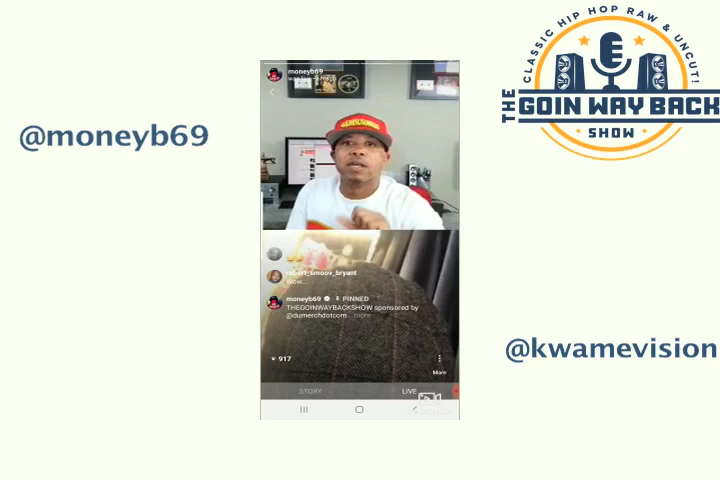 CLASSIC HIP HOP RAW & UNCUT!
THE
GOIN WAY BACK
SHOW
@moneyb69
moneyb69
bryant
moneyb69 PINNED
THEGOINWAYBACKSHOW sponsored by
@dumerchdotcom... more
917
More
STORY
LIVE
@kwamevision